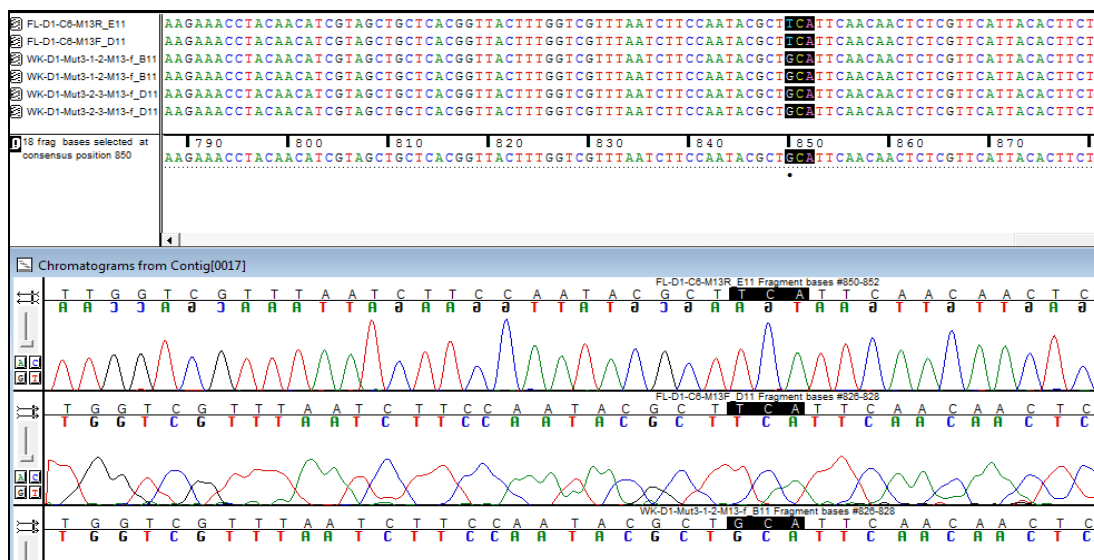 FL-D1-C6-M13R_E11 AAGAAACCTACAACATCGTAGCTGCTCACGGTTACTTTGGTCGTTTAATCTTCCAATACGCTTCATTCAACAACTCTCGTTCATTACACTTCT
FL-D1-C6-M13F_D11 AAGAAACCTACAACATCGTAGCTGCTCACGGTTACTTTGGTCGTTTAATCTTCCAATACGCTTCATTCAACAACTCTCGTTCATTACACTTCT
WK-D1-Mut3-1-2-M13-f_B11 AAGAAACCTACAACATCGTAGCTGCTCACGGTTACTTTGGTCGTTTAATCTTCCAATACGCTGCATTCAACAACTCTCGTTCATTACACTTCT
WK-D1-Mut3-1-2-M13-f_B11 AAGAAACCTACAACATCGTAGCTGCTCACGGTTACTTTGGTCGTTTAATCTTCCAATACGCTGCATTCAACAACTCTCGTTCATTACACTTCT
WK-D1-Mut3-2-3-M13-f_D11 AAGAAACCTACAACATCGTAGCTGCTCACGGTTACTTTGGTCGTTTAATCTTCCAATACGCTGCATTCAACAACTCTCGTTCATTACACTTCT
WK-D1-Mut3-2-3-M13-f_D11 AAGAAACCTACAACATCGTAGCTGCTCACGGTTACTTTGGTCGTTTAATCTTCCAATACGCTGCATTCAACAACTCTCGTTCATTACACTTCT
18 frag bases selected at 790 800 810 820 830 840 850 860 870
consensus position 850 AAGAAACCTACAACATCGTAGCTGCTCACGGTTACTTTGGTCGTTTAATCTTCCAATACGCTGCATTCAACAACTCTCGTTCATTACACTTCT
Chromatograms from Contig[0017]
FL-D1-C6-M13R_E11 Fragment bases #850-852
T T G G T C G T T T A A T C T T C C A A T A C G C T T C A T T C A A C A A C T C
A A C C A G C A A A T T A G A A G G T T A T G C G A A G T A A G T T G T T G A G
A C
G T
FL-D1-C6-M13F_D11 Fragment bases #826-828
T G G T C G T T T A A T C T T C C A A T A C G C T T C A T T C A A C A A C T C
T G G T C G T T T A A T C T T C C A A T A C G C T T C A T T C A A C A A C T C
A C
G T
WK-D1-Mut3-1-2-M13-f_B11 Fragment bases #826-828
T G G T C G T T T A A T C T T C C A A T A C G C T G C A T T C A A C A A C T C
T G G T C G T T T A A T C T T C C A A T A C G C T G C A T T C A A C A A C T C